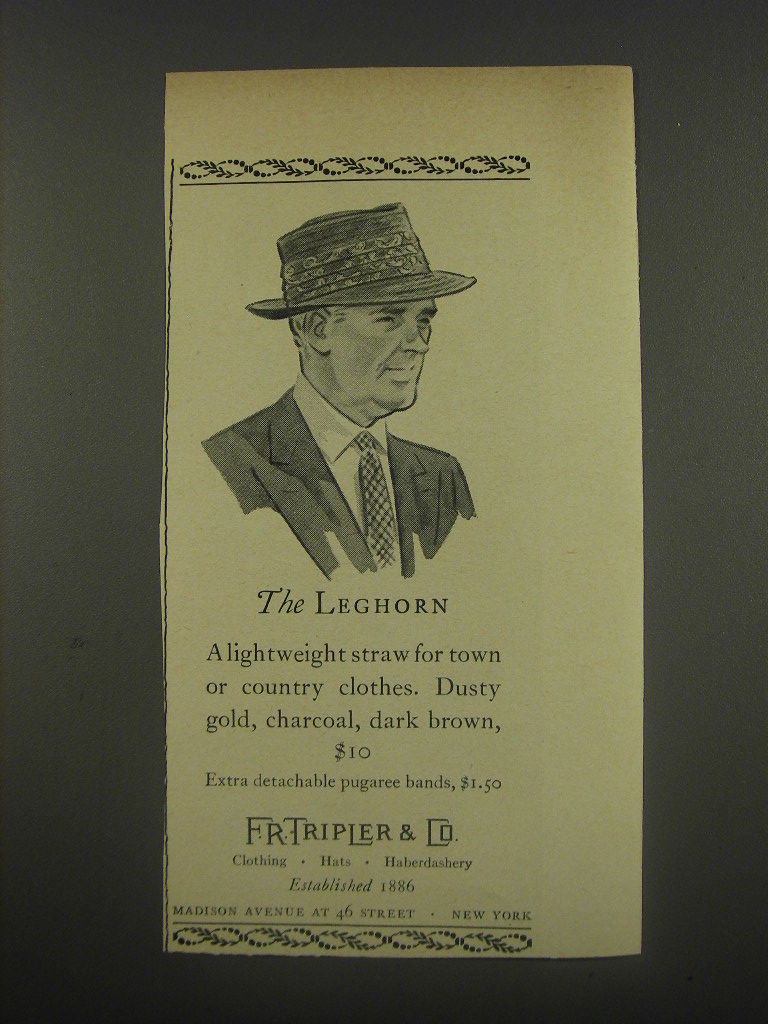 The LEGHORN
A lightweight straw for town
or country clothes. Dusty
gold, charcoal, dark brown,
$10
Extra detachable pugaree bands, $1.50
F.R. TRIPLER & CO.
Clothing · Hats · Haberdashery
Established 1886
MADISON AVENUE AT 46 STREET · NEW YORK